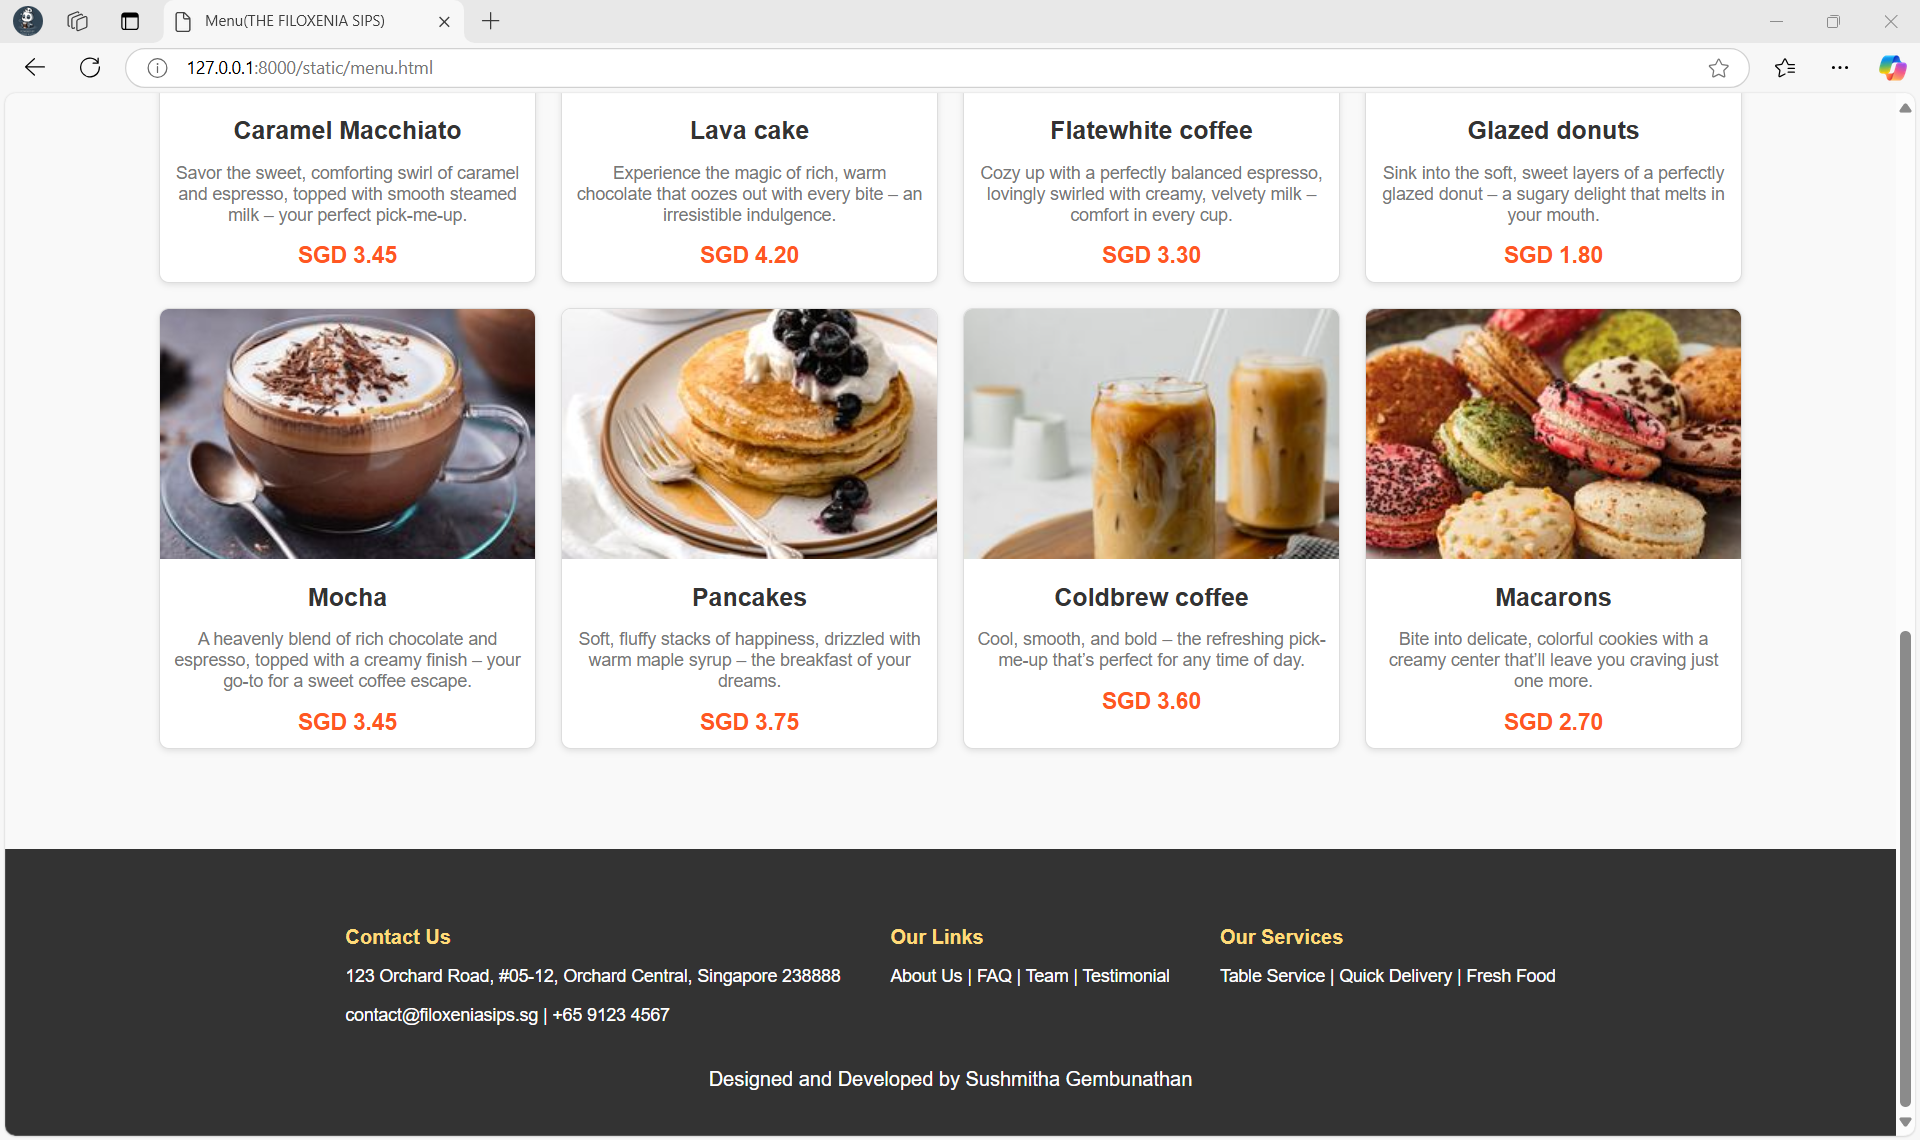 Menu(THE FILOXENIA SIPS)
127.0.0.1:8000/static/menu.html
Caramel Macchiato
Savor the sweet, comforting swirl of caramel
and espresso, topped with smooth steamed
milk – your perfect pick-me-up.
SGD 3.45
Lava cake
Experience the magic of rich, warm
chocolate that oozes out with every bite – an
irresistible indulgence.
SGD 4.20
Flatewhite coffee
Cozy up with a perfectly balanced espresso,
lovingly swirled with creamy, velvety milk –
comfort in every cup.
SGD 3.30
Glazed donuts
Sink into the soft, sweet layers of a perfectly
glazed donut – a sugary delight that melts in
your mouth.
SGD 1.80
Mocha
A heavenly blend of rich chocolate and
espresso, topped with a creamy finish – your
go-to for a sweet coffee escape.
SGD 3.45
Pancakes
Soft, fluffy stacks of happiness, drizzled with
warm maple syrup – the breakfast of your
dreams.
SGD 3.75
Coldbrew coffee
Cool, smooth, and bold – the refreshing pick-
me-up that’s perfect for any time of day.
SGD 3.60
Macarons
Bite into delicate, colorful cookies with a
creamy center that’ll leave you craving just
one more.
SGD 2.70
Contact Us
123 Orchard Road, #05-12, Orchard Central, Singapore 238888
contact@filoxeniasips.sg | +65 9123 4567
Our Links
About Us | FAQ | Team | Testimonial
Our Services
Table Service | Quick Delivery | Fresh Food
Designed and Developed by Sushmitha Gembunathan